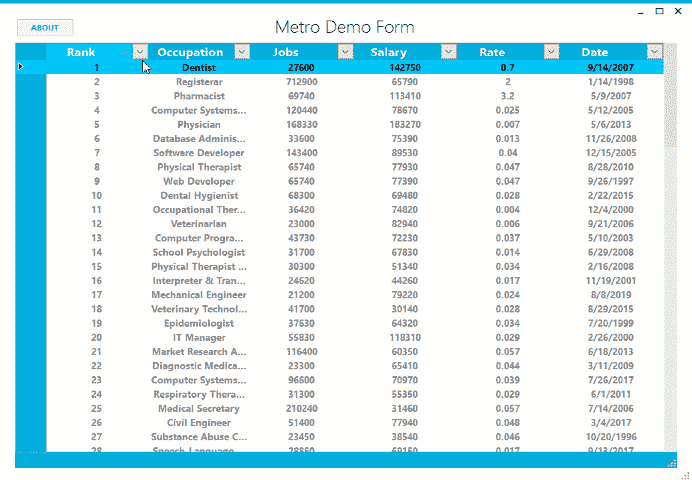 ABOUT
Metro Demo Form
Rank Occupation Jobs Salary Rate Date
1 Dentist 27600 142750 0.7 9/14/2007
2 Registerar 712900 65790 2 1/14/1998
3 Pharmacist 69740 113410 3.2 5/9/2007
4 Computer Systems... 120440 78670 0.025 5/12/2005
5 Physician 168330 183270 0.007 5/6/2013
6 Database Adminis... 33600 75390 0.013 11/26/2008
7 Software Developer 143400 89530 0.04 12/15/2005
8 Physical Therapist 65740 77930 0.047 8/28/2010
9 Web Developer 65740 77390 0.047 9/26/1997
10 Dental Hygienist 68300 69480 0.028 2/22/2015
11 Occupational Ther... 36420 74820 0.004 12/4/2000
12 Veterinarian 23000 82940 0.006 9/21/2006
13 Computer Progra... 43730 72230 0.037 5/10/2003
14 School Psychologist 31700 67830 0.014 6/29/2008
15 Physical Therapist ... 30300 51340 0.034 2/16/2008
16 Interpreter & Tran... 24620 44260 0.017 11/19/2001
17 Mechanical Engineer 21200 79220 0.024 8/8/2019
18 Veterinary Technol... 41700 30140 0.028 8/29/2015
19 Epidemiologist 37630 64320 0.034 7/20/1999
20 IT Manager 55830 118310 0.029 2/26/2000
21 Market Research A... 116400 60350 0.057 6/18/2013
22 Diagnostic Medica... 23300 65410 0.044 3/11/2009
23 Computer Systems... 96600 70970 0.039 7/26/2017
24 Respiratory Thera... 31300 55350 0.029 6/1/2011
25 Medical Secretary 210240 31460 0.057 7/14/2006
26 Civil Engineer 51400 77940 0.048 3/4/2017
27 Substance Abuse C... 23450 38540 0.046 10/20/1996
28 Speech-Language... 28850 69150 0.017 9/13/2017